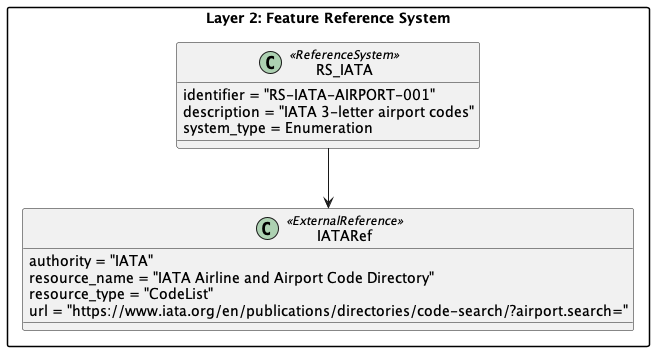 Layer 2: Feature Reference System
C «ReferenceSystem»
RS_IATA
identifier = "RS-IATA-AIRPORT-001"
description = "IATA 3-letter airport codes"
system_type = Enumeration
C «ExternalReference»
IATARef
authority = "IATA"
resource_name = "IATA Airline and Airport Code Directory"
resource_type = "CodeList"
url = "https://www.iata.org/en/publications/directories/code-search/?airport.search="